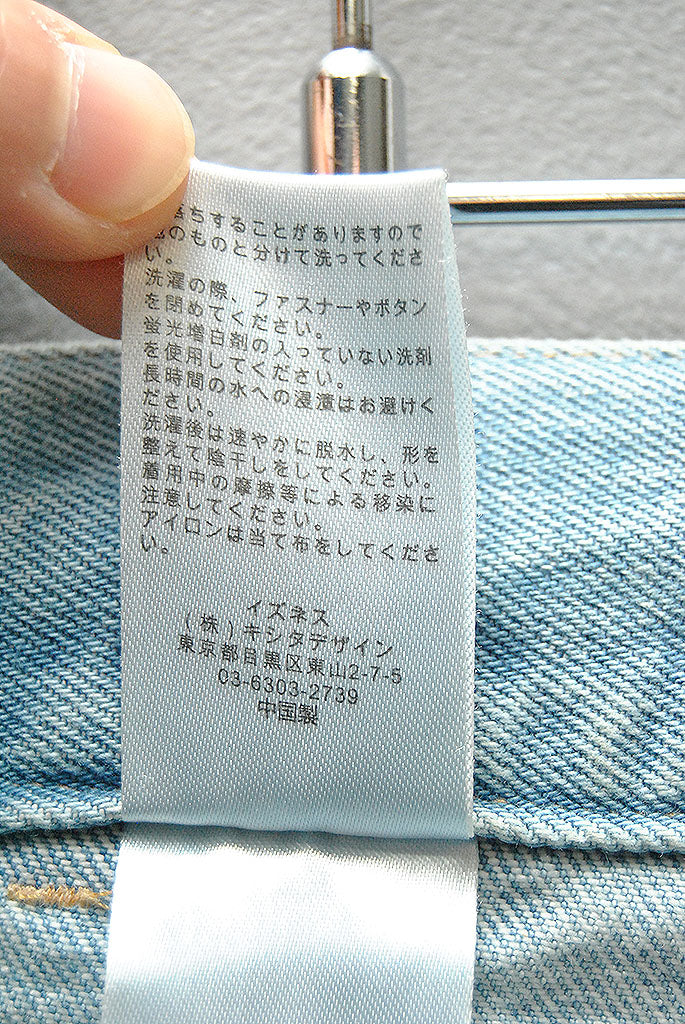 落ちすることがありますので
他のものと分けて洗ってくださ
い。
洗濯の際、ファスナーやボタン
を閉めてください。
蛍光増白剤の入っていない洗剤
を使用してください。
長時間の水への浸漬はお避けく
ださい。
洗濯後は速やかに脱水し、形を
整えて陰干しをしてください。
着用中の摩擦等による移染に
注意してください。
アイロンは当て布をしてくださ
い。
イズネス
(株)キシタデザイン
東京都目黒区東山2-7-5
03-6303-2739
中国製